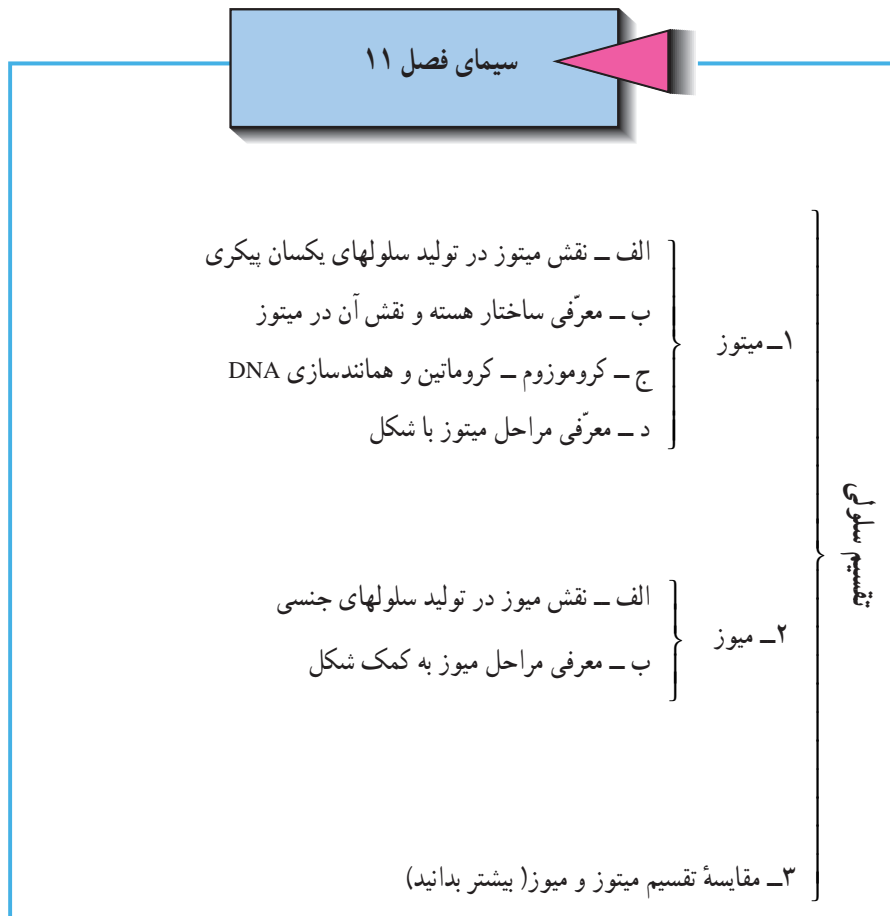 سیمای فصل ۱۱
تقسیم سلولی
۱ــ میتوز
الف ــ نقش میتوز در تولید سلولهای یکسان پیکری
ب ــ معرّفی ساختار هسته و نقش آن در میتوز
ج ــ کروموزوم ــ کروماتین و همانندسازی DNA
د ــ معرّفی مراحل میتوز با شکل
۲ــ میوز
الف ــ نقش میوز در تولید سلولهای جنسی
ب ــ معرفی مراحل میوز به کمک شکل
۳ــ مقایسهٔ تقسیم میتوز و میوز( بیشتر بدانید)